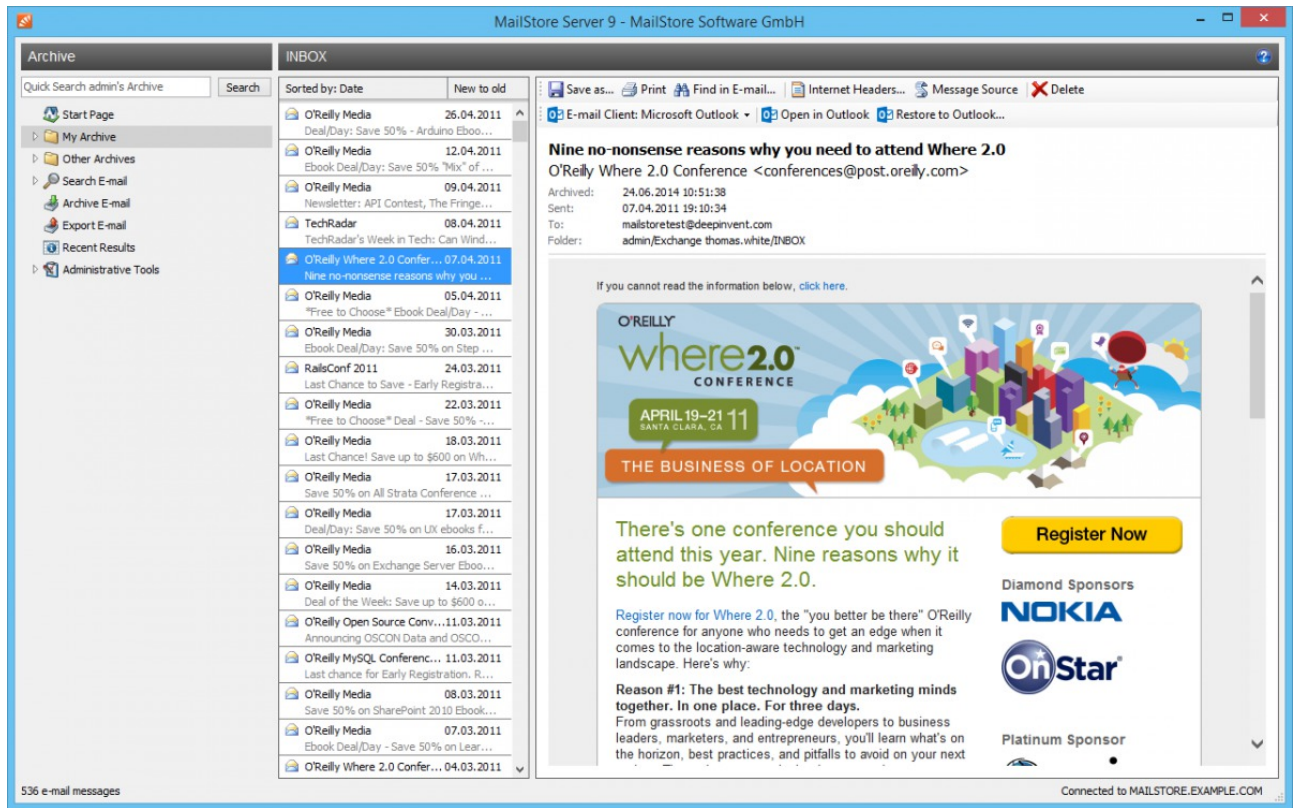 MailStore Server 9 - MailStore Software GmbH
Archive
INBOX
Quick Search admin's Archive
Search
Start Page
My Archive
Other Archives
Search E-mail
Archive E-mail
Export E-mail
Recent Results
Administrative Tools
Sorted by: Date New to old
O'Reilly Media 26.04.2011
Deal/Day: Save 50% - Arduino Eboo...
O'Reilly Media 12.04.2011
Ebook Deal/Day: Save 50% "Mix" of ...
O'Reilly Media 09.04.2011
Newsletter: API Contest, The Fringe...
TechRadar 08.04.2011
TechRadar's Week in Tech: Can Wind...
O'Reilly Where 2.0 Confer... 07.04.2011
Nine no-nonsense reasons why you ...
O'Reilly Media 05.04.2011
*Free to Choose* Ebook Deal/Day - ...
O'Reilly Media 30.03.2011
Ebook Deal/Day: Save 50% on Step ...
RailsConf 2011 24.03.2011
Last Chance to Save - Early Registra...
O'Reilly Media 22.03.2011
*Free to Choose* Deal - Save 50% -...
O'Reilly Media 18.03.2011
Last Chance! Save up to $600 on Wh...
O'Reilly Media 17.03.2011
Save 50% on All Strata Conference ...
O'Reilly Media 17.03.2011
Deal/Day: Save 50% on UX ebooks f...
O'Reilly Media 16.03.2011
Save 50% on Exchange Server Eboo...
O'Reilly Media 14.03.2011
Deal of the Week: Save up to $600 o...
O'Reilly Open Source Conv...11.03.2011
Announcing OSCON Data and OSCO...
O'Reilly MySQL Conferenc... 11.03.2011
Last chance for Early Registration. R...
O'Reilly Media 08.03.2011
Save 50% on SharePoint 2010 Ebook...
O'Reilly Media 07.03.2011
Ebook Deal/Day - Save 50% on Lear...
O'Reilly Where 2.0 Confer... 04.03.2011
Save as... Print Find in E-mail... Internet Headers... Message Source Delete
E-mail Client: Microsoft Outlook Open in Outlook Restore to Outlook...
Nine no-nonsense reasons why you need to attend Where 2.0
O'Reilly Where 2.0 Conference <conferences@post.oreilly.com>
Archived: 24.06.2014 10:51:38
Sent: 07.04.2011 19:10:34
To: mailstoretest@deepinvent.com
Folder: admin/Exchange thomas.white/INBOX
If you cannot read the information below, click here.
O'REILLY
where2.0
CONFERENCE
APRIL 19-21 11
SANTA CLARA, CA
THE BUSINESS OF LOCATION
There's one conference you should
attend this year. Nine reasons why it
should be Where 2.0.
Register now for Where 2.0, the "you better be there" O'Reilly
conference for anyone who needs to get an edge when it
comes to the location-aware technology and marketing
landscape. Here's why:
Reason #1: The best technology and marketing minds
together. In one place. For three days.
From grassroots and leading-edge developers to business
leaders, marketers, and entrepreneurs, you'll learn what's on
the horizon, best practices, and pitfalls to avoid on your next
Register Now
Diamond Sponsors
NOKIA
OnStar
Platinum Sponsor
536 e-mail messages
Connected to MAILSTORE.EXAMPLE.COM